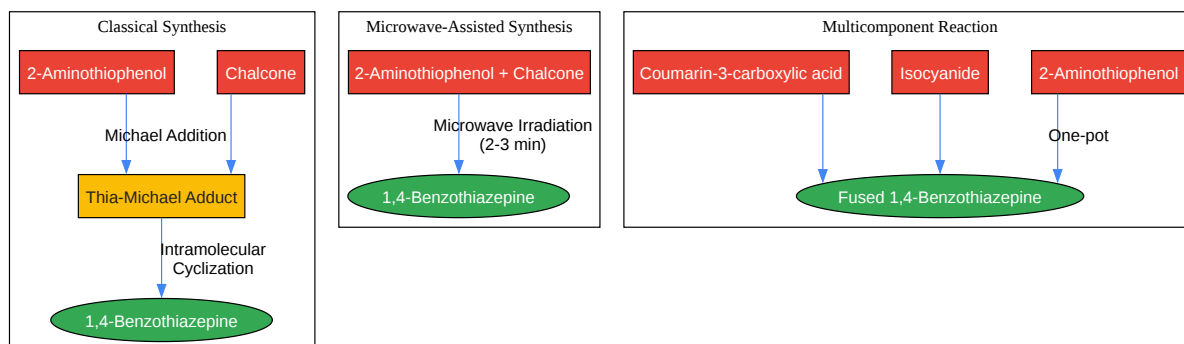 Classical Synthesis
2-Aminothiophenol
Chalcone
Michael Addition
Thia-Michael Adduct
Intramolecular
Cyclization
1,4-Benzothiazepine
Microwave-Assisted Synthesis
2-Aminothiophenol + Chalcone
Microwave Irradiation
(2-3 min)
1,4-Benzothiazepine
Multicomponent Reaction
Coumarin-3-carboxylic acid
Isocyanide
2-Aminothiophenol
One-pot
Fused 1,4-Benzothiazepine